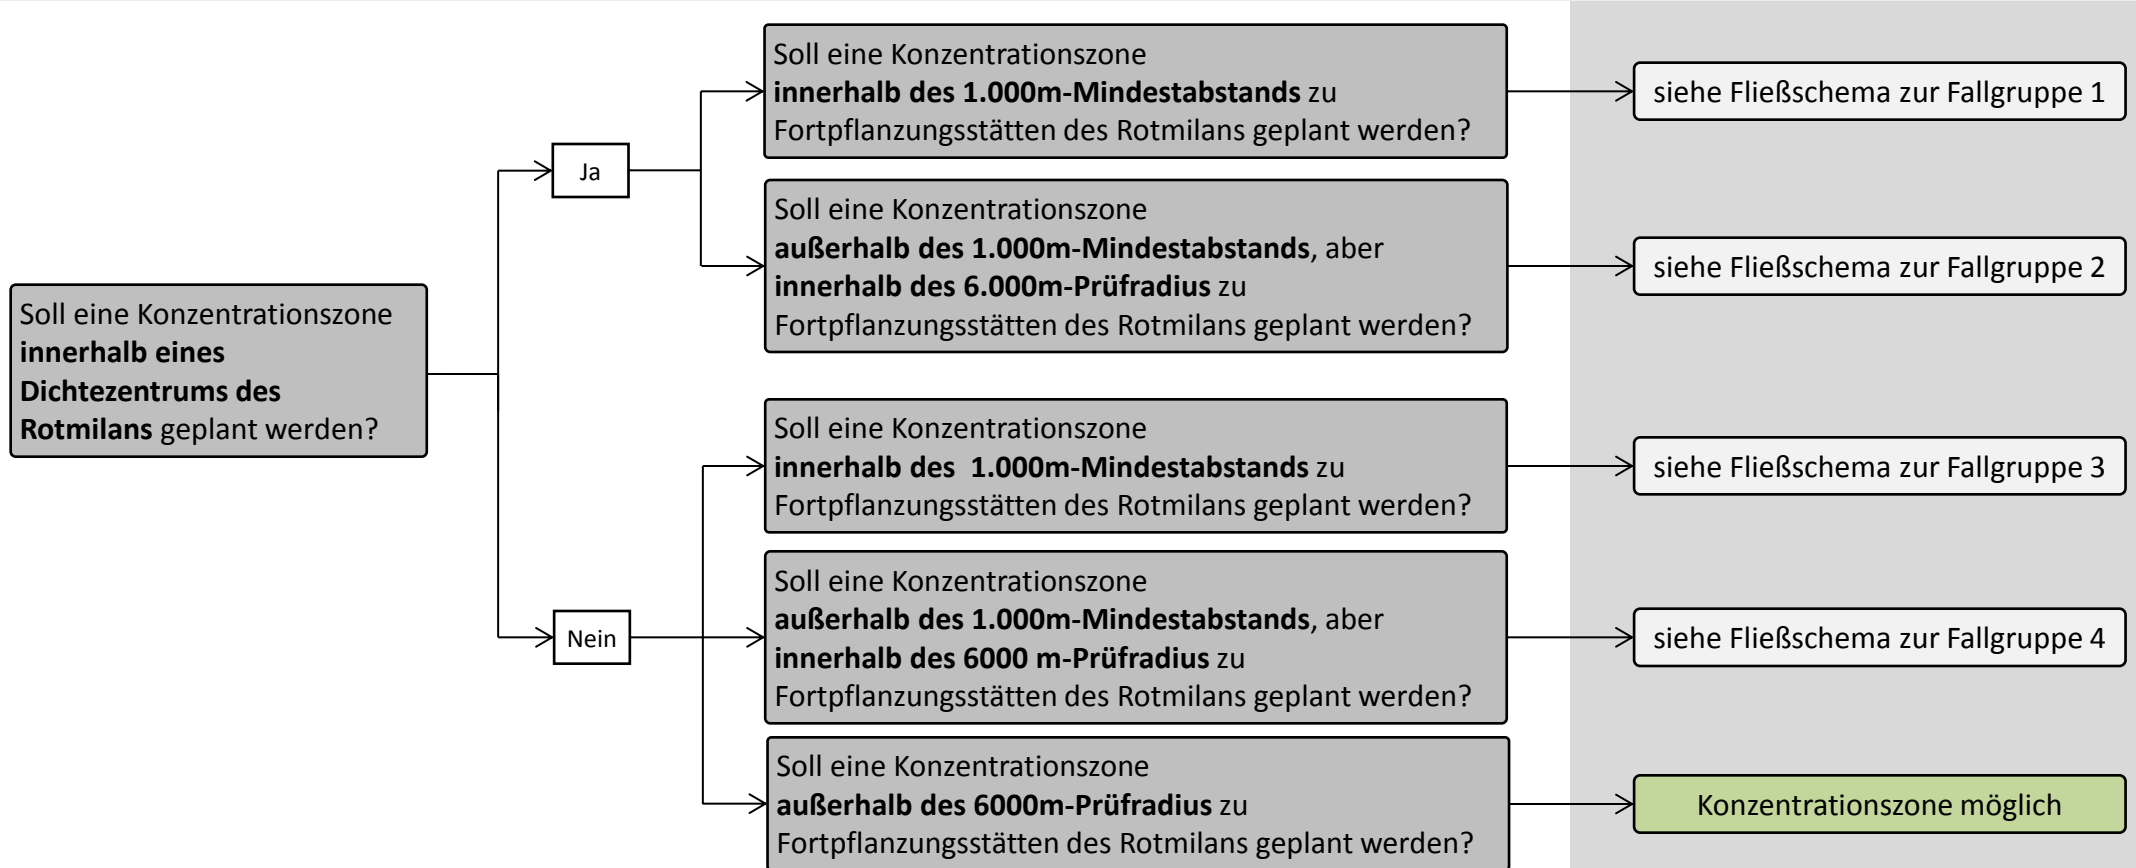 Soll eine Konzentrationszone
innerhalb eines
Dichtezentrums des
Rotmilans geplant werden?
Ja
Soll eine Konzentrationszone
innerhalb des 1.000m-Mindestabstands zu
Fortpflanzungsstätten des Rotmilans geplant werden?
siehe Fließschema zur Fallgruppe 1
Soll eine Konzentrationszone
außerhalb des 1.000m-Mindestabstands, aber
innerhalb des 6.000m-Prüfradius zu
Fortpflanzungsstätten des Rotmilans geplant werden?
siehe Fließschema zur Fallgruppe 2
Nein
Soll eine Konzentrationszone
innerhalb des  1.000m-Mindestabstands zu
Fortpflanzungsstätten des Rotmilans geplant werden?
siehe Fließschema zur Fallgruppe 3
Soll eine Konzentrationszone
außerhalb des 1.000m-Mindestabstands, aber
innerhalb des 6000 m-Prüfradius zu
Fortpflanzungsstätten des Rotmilans geplant werden?
siehe Fließschema zur Fallgruppe 4
Soll eine Konzentrationszone
außerhalb des 6000m-Prüfradius zu
Fortpflanzungsstätten des Rotmilans geplant werden?
Konzentrationszone möglich